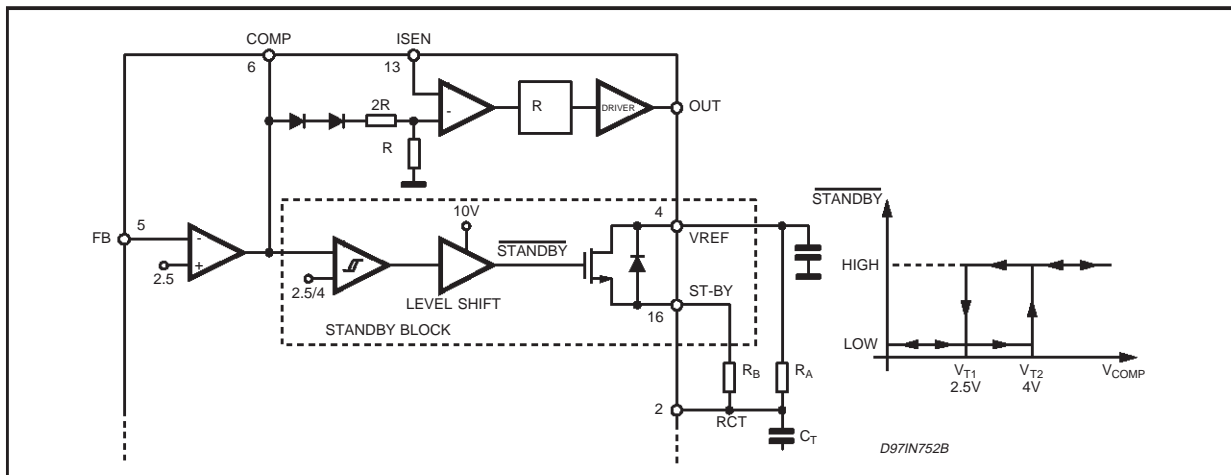 COMP
ISEN
6
13
2R
-
R
DRIVER
OUT
R
FB
5
-
+
2.5
10V
STANDBY
4
VREF
2.5/4
LEVEL SHIFT
ST-BY
16
STANDBY BLOCK
RB
RA
2
RCT
CT
STANDBY
HIGH
LOW
VT1
2.5V
VT2
4V
VCOMP
D97IN752B